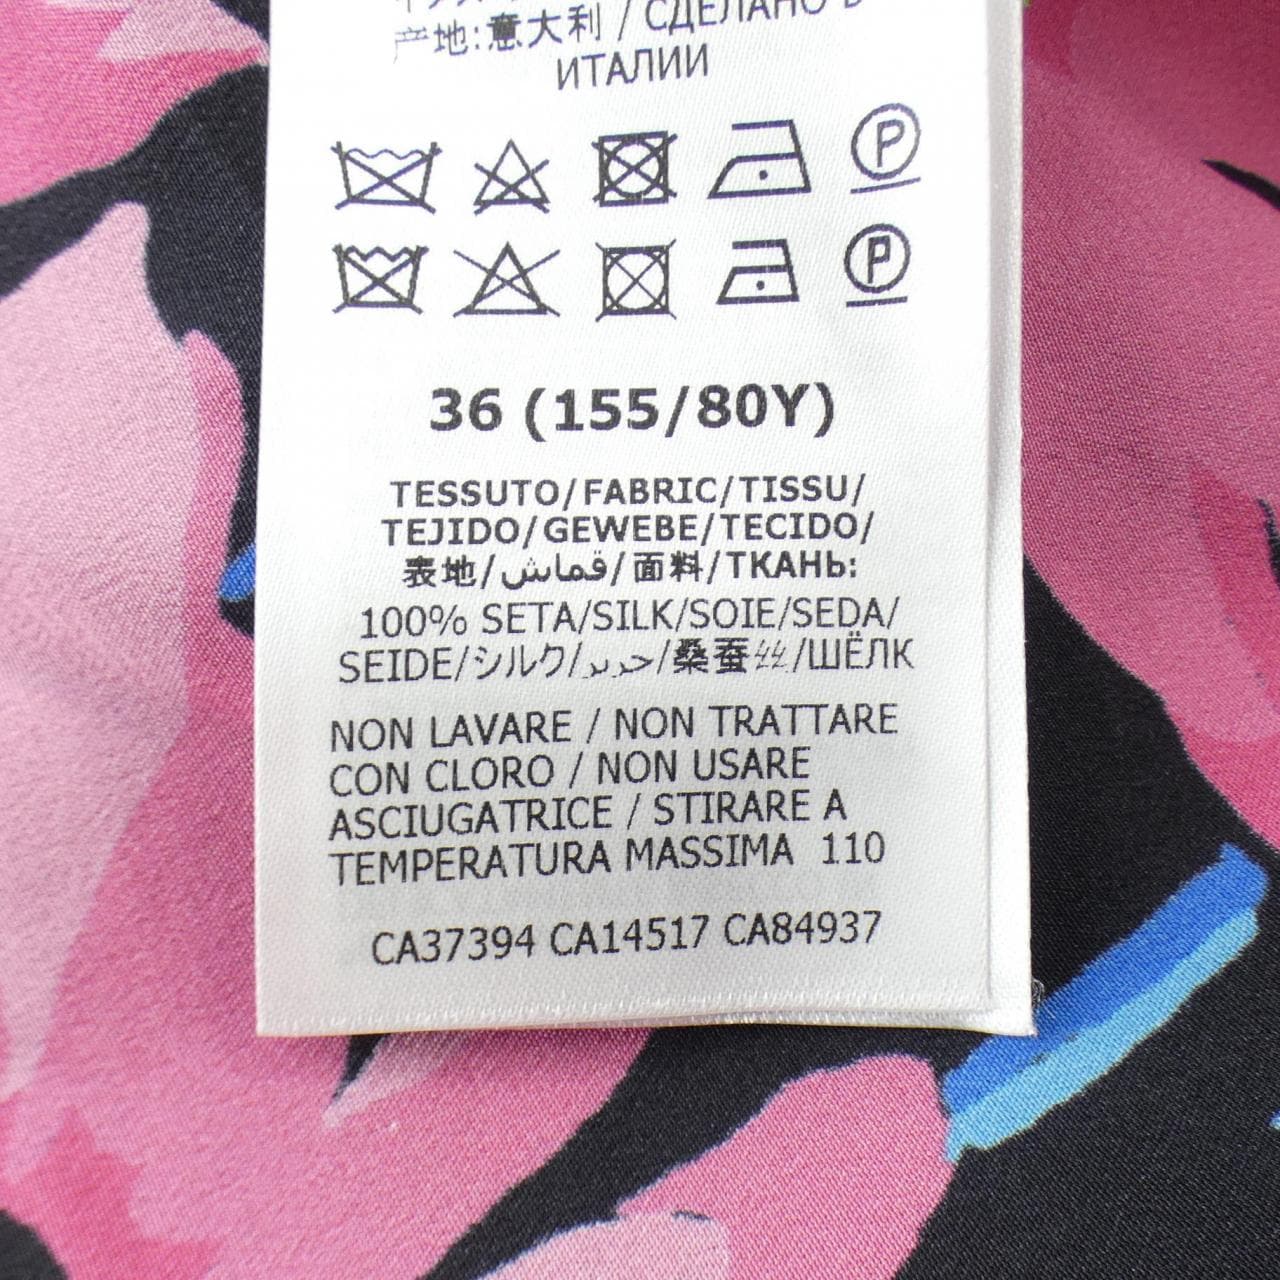 产地:意大利 / СДЕЛАНО В
ИТАЛИИ
P
P
36 (155/80Y)
TESSUTO/FABRIC/TISSU/
TEJIDO/GEWEBE/TECIDO/
表地/قماش/面料/ТКАНЬ:
100% SETA/SILK/SOIE/SEDA/
SEIDE/シルク/حرير/桑蚕丝/ШЁЛК
NON LAVARE / NON TRATTARE
CON CLORO / NON USARE
ASCIUGATRICE / STIRARE A
TEMPERATURA MASSIMA 110
CA37394 CA14517 CA84937